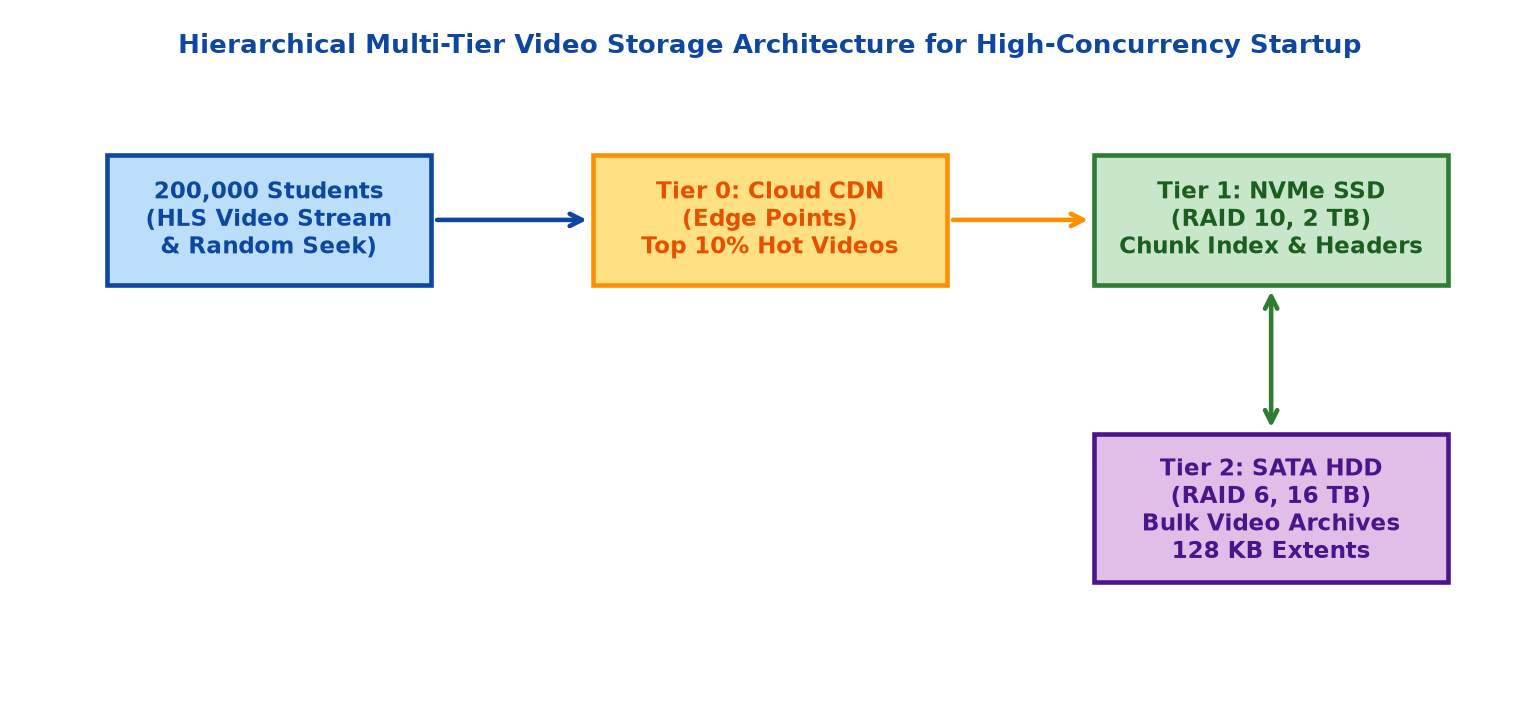 Hierarchical Multi-Tier Video Storage Architecture for High-Concurrency Startup
200,000 Students
(HLS Video Stream
& Random Seek)
Tier 0: Cloud CDN
(Edge Points)
Top 10% Hot Videos
Tier 1: NVMe SSD
(RAID 10, 2 TB)
Chunk Index & Headers
Tier 2: SATA HDD
(RAID 6, 16 TB)
Bulk Video Archives
128 KB Extents